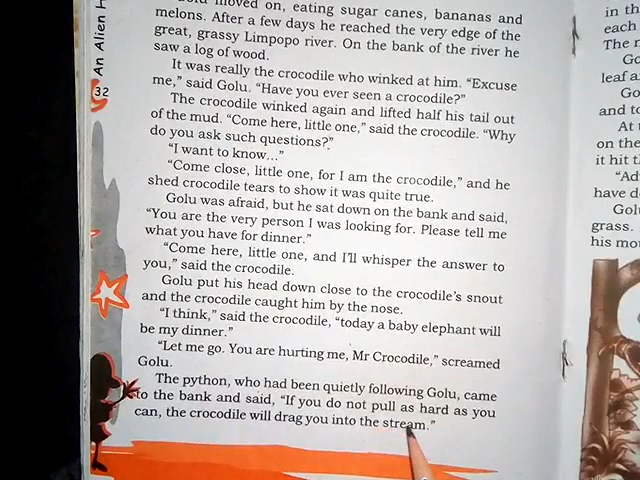 moved on, eating sugar canes, bananas and
melons. After a few days he reached the very edge of the
great, grassy Limpopo river. On the bank of the river he
saw a log of wood.
It was really the crocodile who winked at him. “Excuse
me,” said Golu. “Have you ever seen a crocodile?”
The crocodile winked again and lifted half his tail out
of the mud. “Come here, little one,” said the crocodile. “Why
do you ask such questions?”
“I want to know...”
“Come close, little one, for I am the crocodile,” and he
shed crocodile tears to show it was quite true.
Golu was afraid, but he sat down on the bank and said,
“You are the very person I was looking for. Please tell me
what you have for dinner.”
“Come here, little one, and I’ll whisper the answer to
you,” said the crocodile.
Golu put his head down close to the crocodile’s snout
and the crocodile caught him by the nose.
“I think,” said the crocodile, “today a baby elephant will
be my dinner.”
“Let me go. You are hurting me, Mr Crocodile,” screamed
Golu.
The python, who had been quietly following Golu, came
to the bank and said, “If you do not pull as hard as you
can, the crocodile will drag you into the stream.”
An Alien H
32
in th
each
The
Go
leaf a
Go
and to
At
on the
it hit t
“Ad
have d
Gol
grass.
his mo